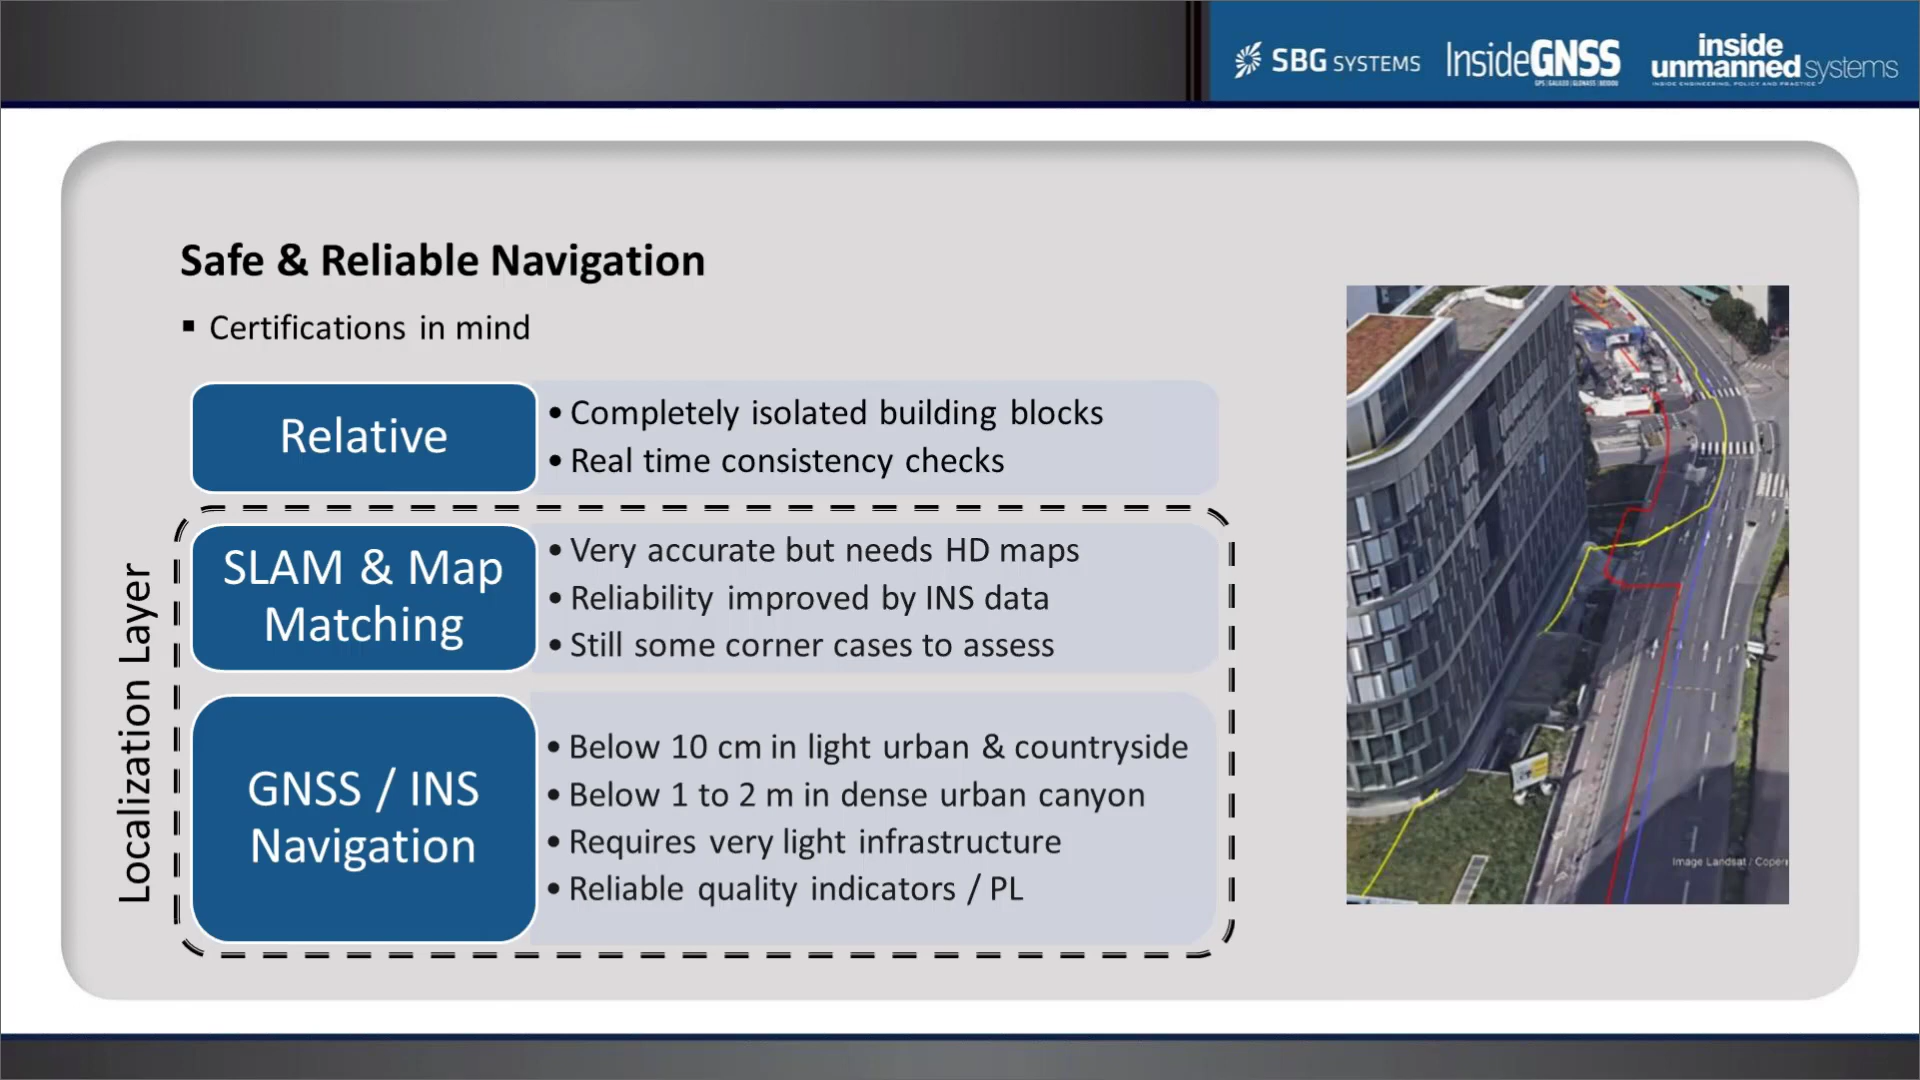 SBG SYSTEMS
InsideGNSS
GPS | GALILEO | GLONASS | BEIDOU
inside
unmanned systems
INSIDE ENGINEERING, POLICY AND PRACTICE
Safe & Reliable Navigation
▪ Certifications in mind
Relative
• Completely isolated building blocks
• Real time consistency checks
Localization Layer
SLAM & Map
Matching
• Very accurate but needs HD maps
• Reliability improved by INS data
• Still some corner cases to assess
GNSS / INS
Navigation
• Below 10 cm in light urban & countryside
• Below 1 to 2 m in dense urban canyon
• Requires very light infrastructure
• Reliable quality indicators / PL
Image Landsat / Coper